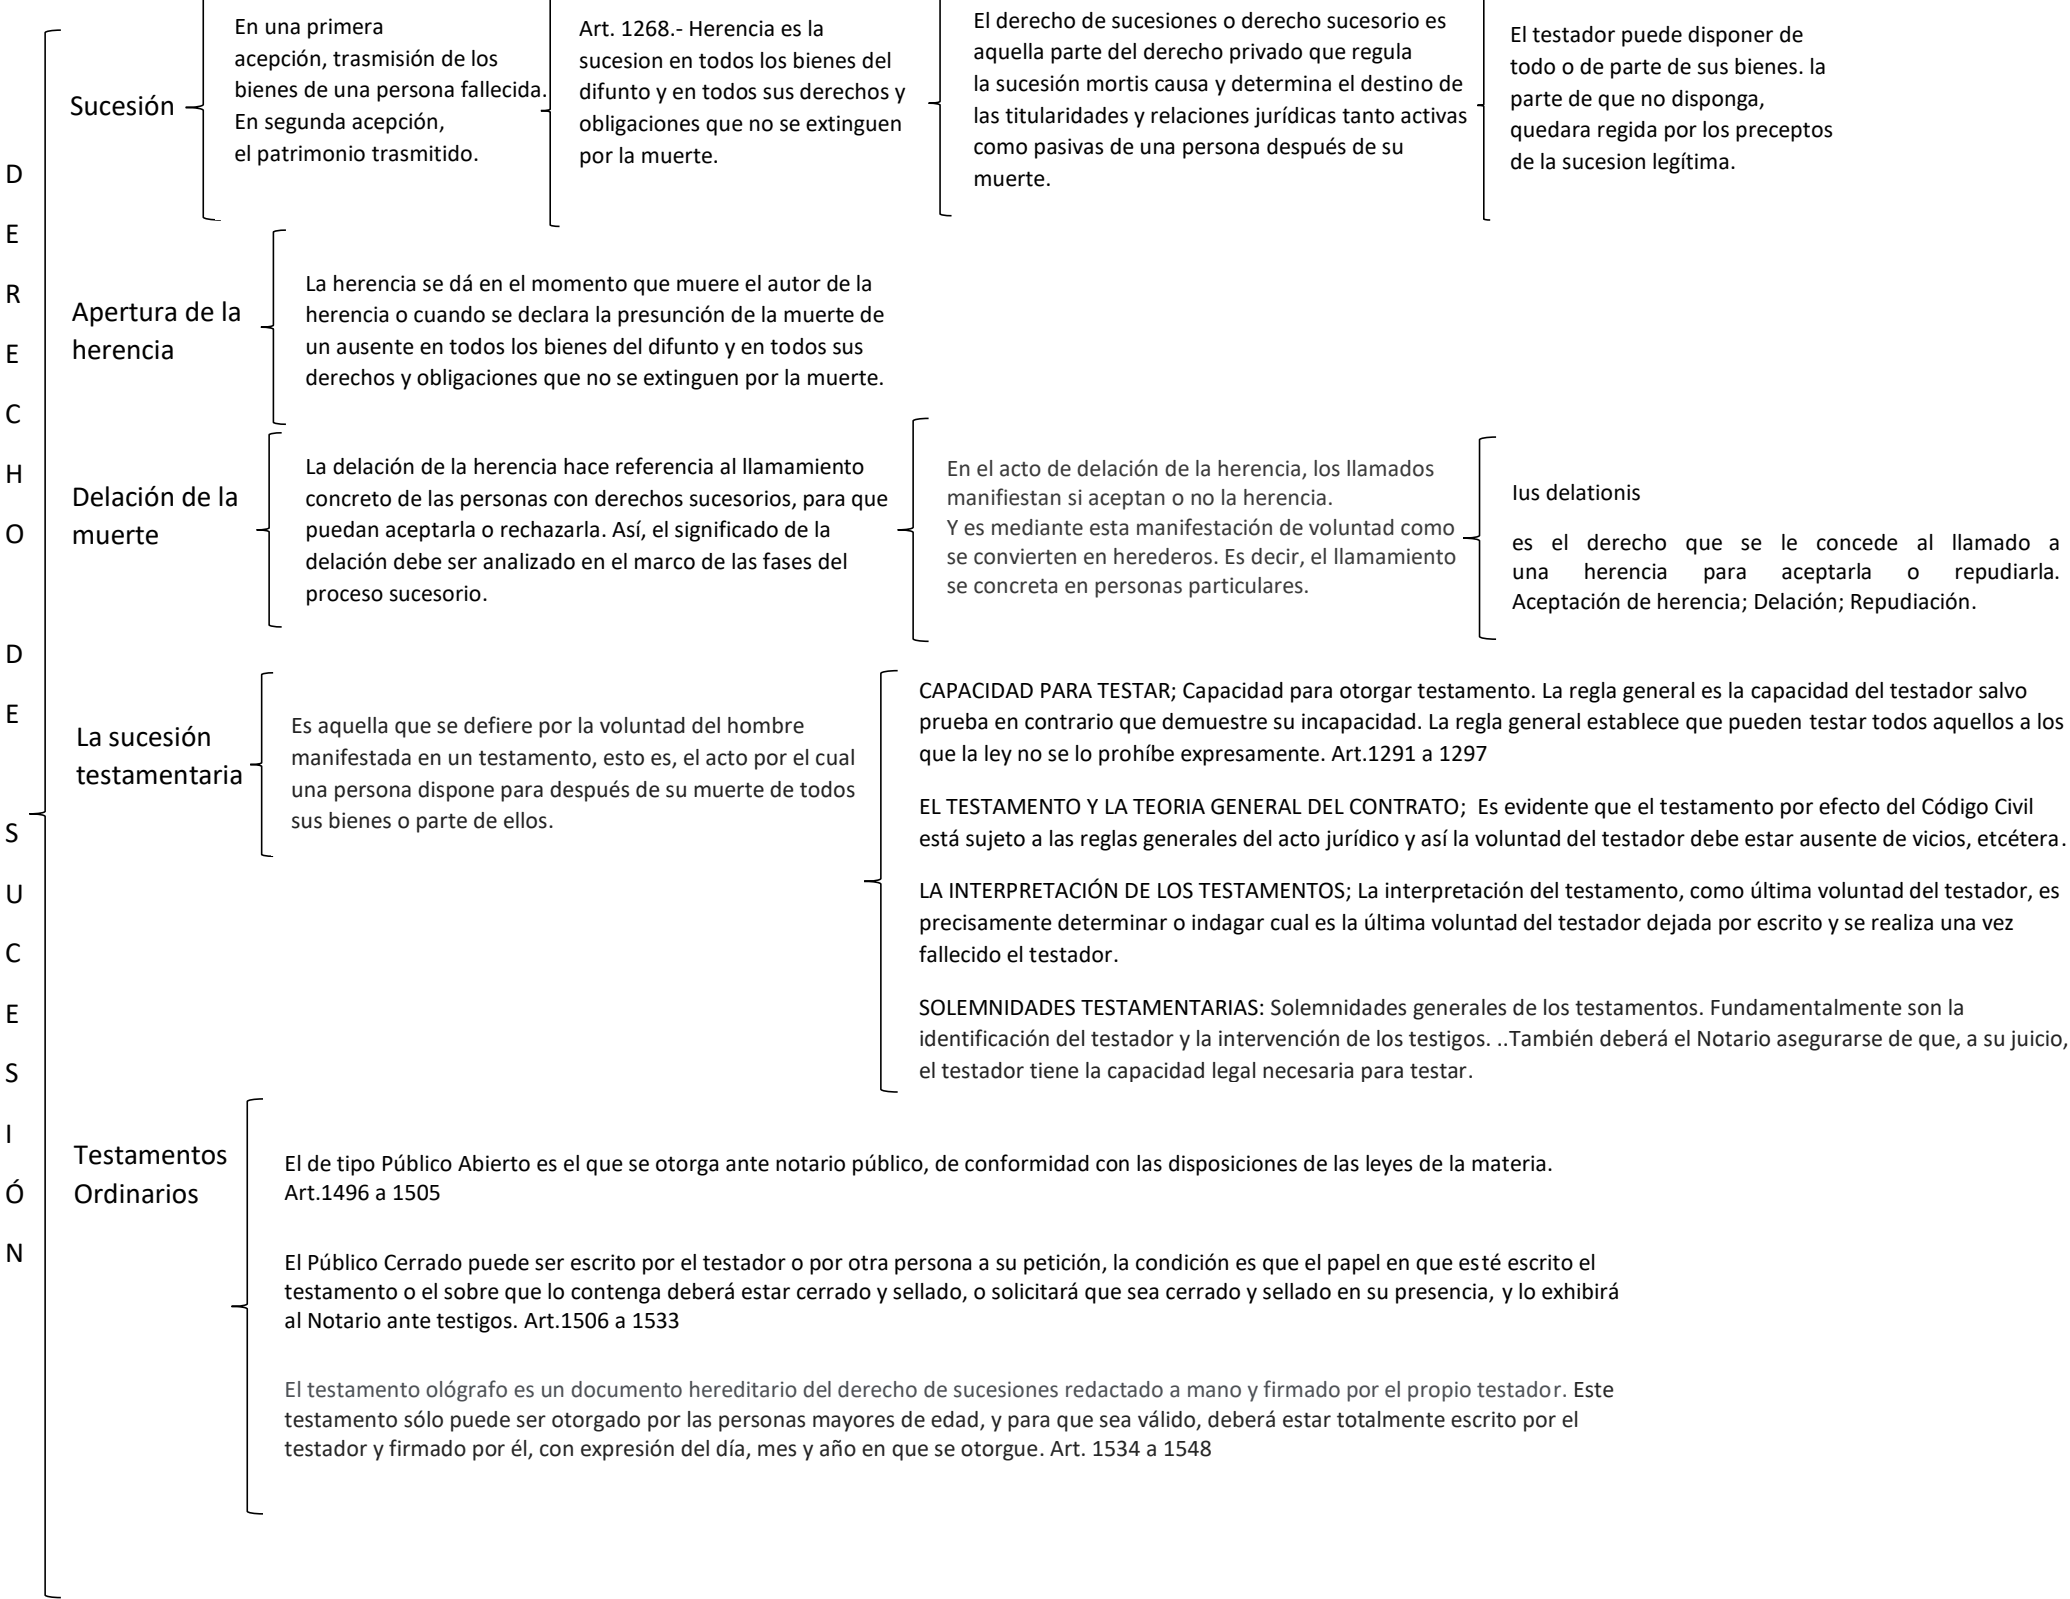 D
E
R
E
C
H
O
D
E
S
U
C
E
S
I
Ó
N
Sucesión
En una primera
acepción, trasmisión de los
bienes de una persona fallecida.
En segunda acepción,
el patrimonio trasmitido.
Art. 1268.- Herencia es la
sucesion en todos los bienes del
difunto y en todos sus derechos y
obligaciones que no se extinguen
por la muerte.
El derecho de sucesiones o derecho sucesorio es
aquella parte del derecho privado que regula
la sucesión mortis causa y determina el destino de
las titularidades y relaciones jurídicas tanto activas
como pasivas de una persona después de su
muerte.
El testador puede disponer de
todo o de parte de sus bienes. la
parte de que no disponga,
quedara regida por los preceptos
de la sucesion legítima.
Apertura de la
herencia
La herencia se dá en el momento que muere el autor de la
herencia o cuando se declara la presunción de la muerte de
un ausente en todos los bienes del difunto y en todos sus
derechos y obligaciones que no se extinguen por la muerte.
Delación de la
muerte
La delación de la herencia hace referencia al llamamiento
concreto de las personas con derechos sucesorios, para que
puedan aceptarla o rechazarla. Así, el significado de la
delación debe ser analizado en el marco de las fases del
proceso sucesorio.
En el acto de delación de la herencia, los llamados
manifiestan si aceptan o no la herencia.
Y es mediante esta manifestación de voluntad como
se convierten en herederos. Es decir, el llamamiento
se concreta en personas particulares.
Ius delationis
es el derecho que se le concede al llamado a
una herencia para aceptarla o repudiarla.
Aceptación de herencia; Delación; Repudiación.
La sucesión
testamentaria
Es aquella que se defiere por la voluntad del hombre
manifestada en un testamento, esto es, el acto por el cual
una persona dispone para después de su muerte de todos
sus bienes o parte de ellos.
CAPACIDAD PARA TESTAR; Capacidad para otorgar testamento. La regla general es la capacidad del testador salvo
prueba en contrario que demuestre su incapacidad. La regla general establece que pueden testar todos aquellos a los
que la ley no se lo prohíbe expresamente. Art.1291 a 1297
EL TESTAMENTO Y LA TEORIA GENERAL DEL CONTRATO; Es evidente que el testamento por efecto del Código Civil
está sujeto a las reglas generales del acto jurídico y así la voluntad del testador debe estar ausente de vicios, etcétera.
LA INTERPRETACIÓN DE LOS TESTAMENTOS; La interpretación del testamento, como última voluntad del testador, es
precisamente determinar o indagar cual es la última voluntad del testador dejada por escrito y se realiza una vez
fallecido el testador.
SOLEMNIDADES TESTAMENTARIAS: Solemnidades generales de los testamentos. Fundamentalmente son la
identificación del testador y la intervención de los testigos. ..También deberá el Notario asegurarse de que, a su juicio,
el testador tiene la capacidad legal necesaria para testar.
Testamentos
Ordinarios
El de tipo Público Abierto es el que se otorga ante notario público, de conformidad con las disposiciones de las leyes de la materia.
Art.1496 a 1505
El Público Cerrado puede ser escrito por el testador o por otra persona a su petición, la condición es que el papel en que esté escrito el
testamento o el sobre que lo contenga deberá estar cerrado y sellado, o solicitará que sea cerrado y sellado en su presencia, y lo exhibirá
al Notario ante testigos. Art.1506 a 1533
El testamento ológrafo es un documento hereditario del derecho de sucesiones redactado a mano y firmado por el propio testador. Este
testamento sólo puede ser otorgado por las personas mayores de edad, y para que sea válido, deberá estar totalmente escrito por el
testador y firmado por él, con expresión del día, mes y año en que se otorgue. Art. 1534 a 1548